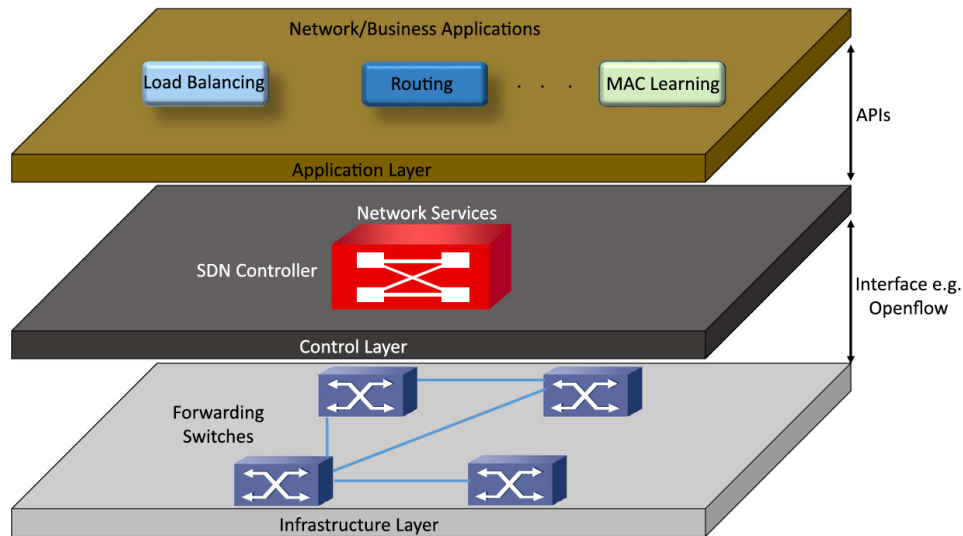 Network/Business Applications
Load Balancing
Routing
. . . .
MAC Learning
APIs
Application Layer
Network Services
SDN Controller
Interface e.g.
Openflow
Control Layer
Forwarding
Switches
Infrastructure Layer